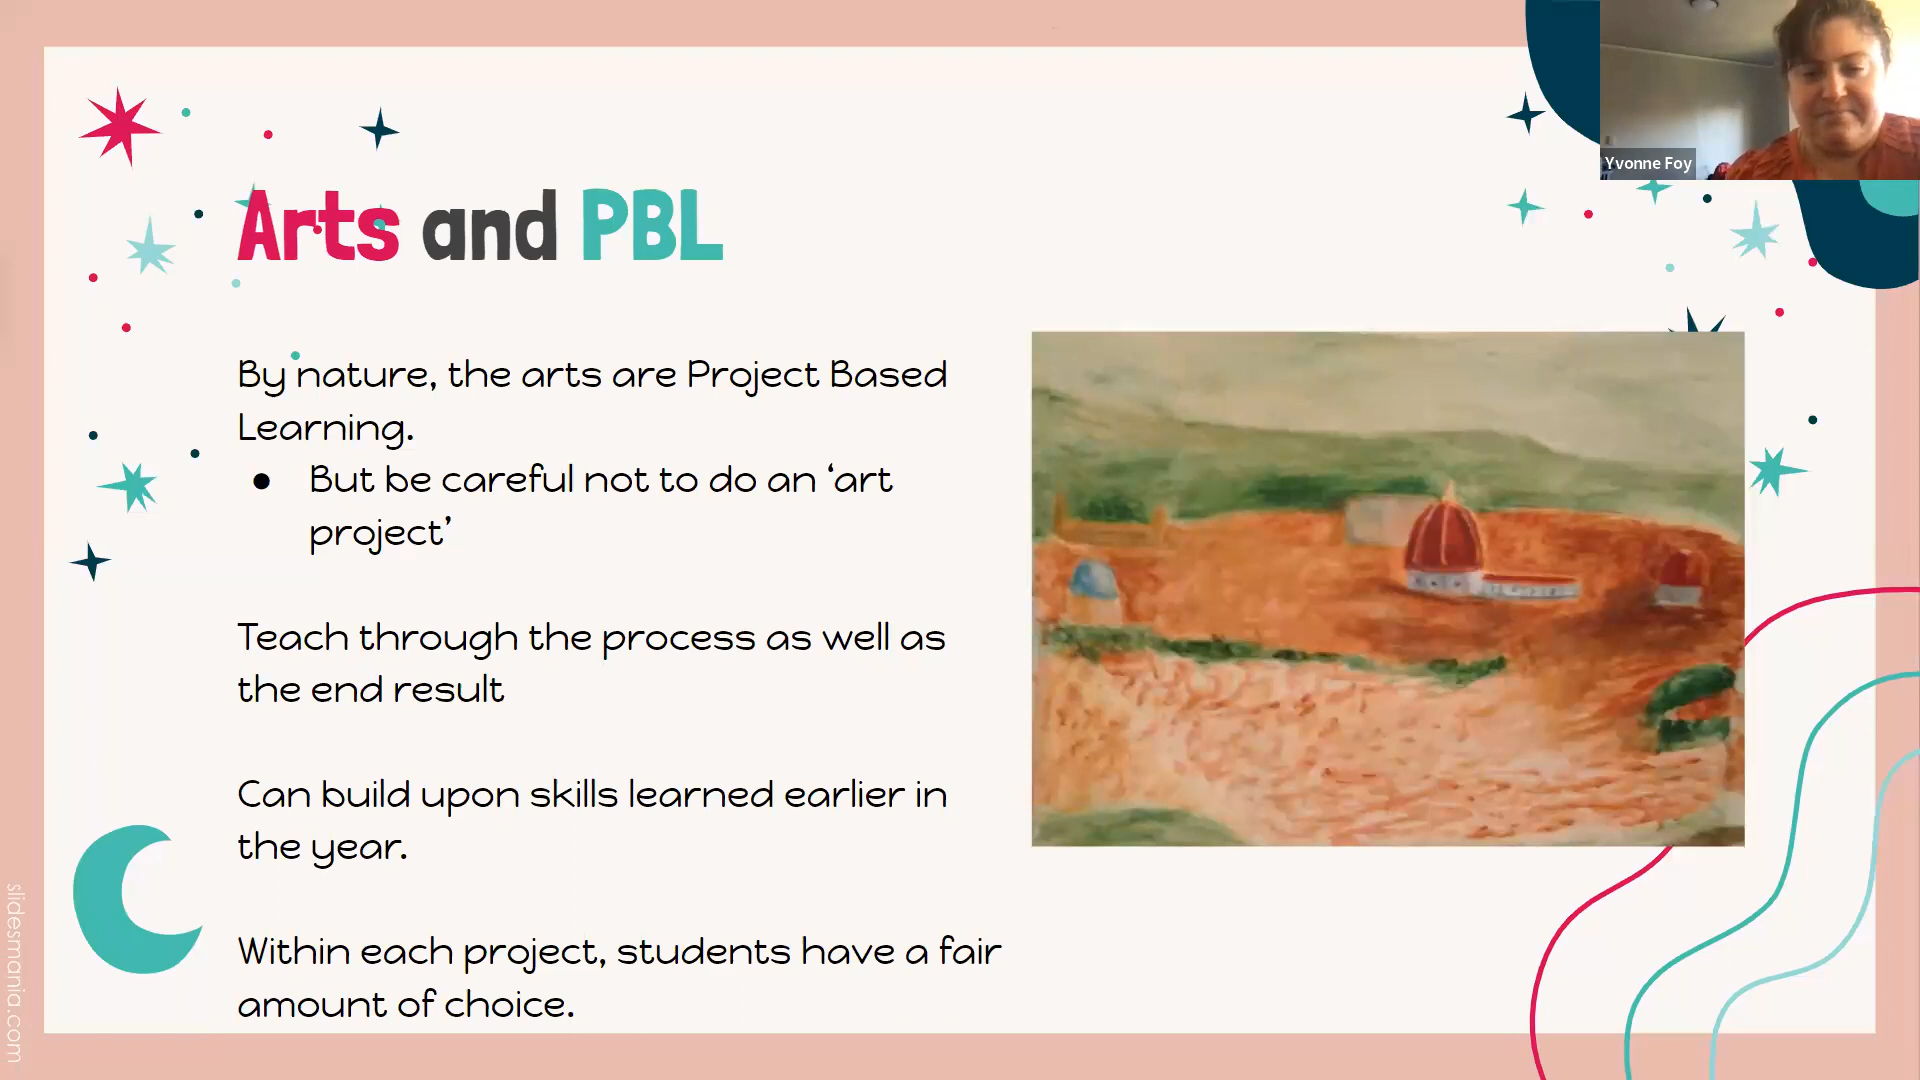 Yvonne Foy
Arts and PBL
By nature, the arts are Project Based
Learning.
● But be careful not to do an ‘art
project’
Teach through the process as well as
the end result
Can build upon skills learned earlier in
the year.
Within each project, students have a fair
amount of choice.
slidesmania.com